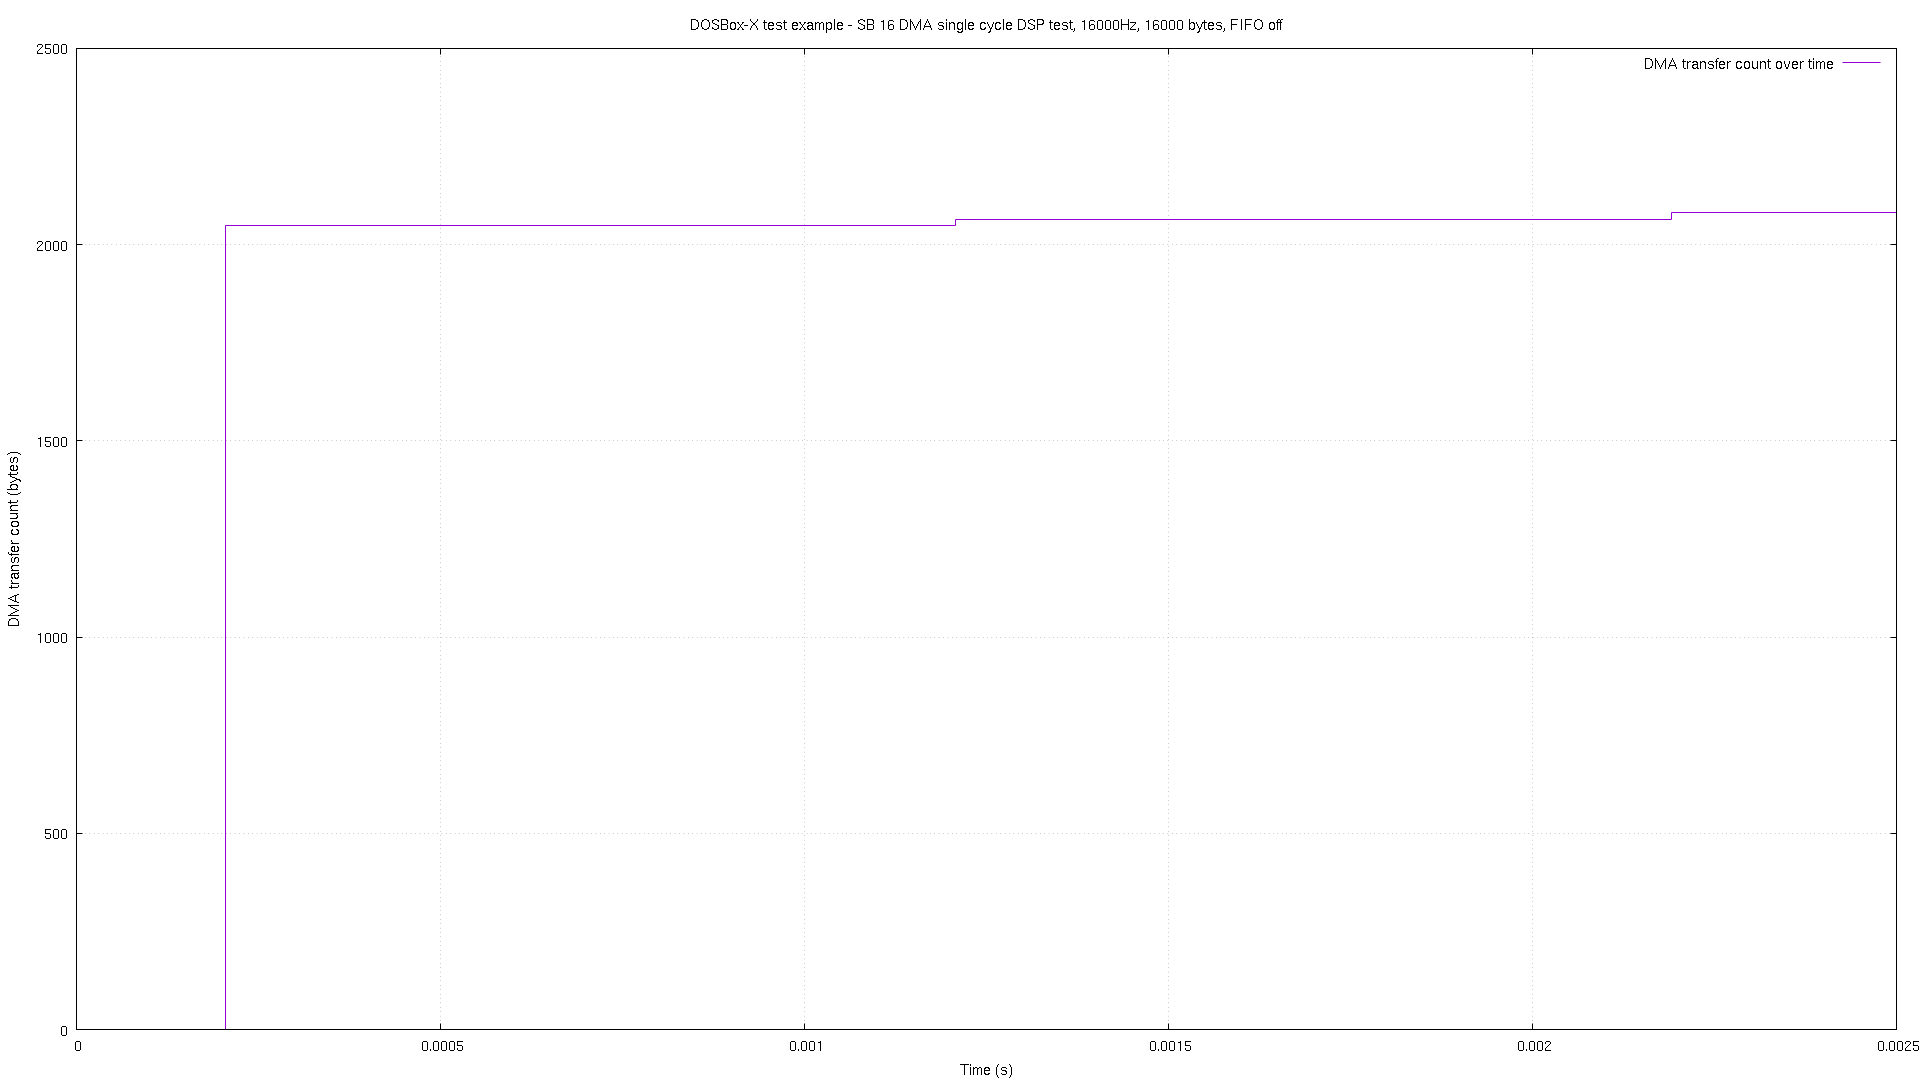 DOSBox-X test example - SB 16 DMA single cycle DSP test, 16000Hz, 16000 bytes, FIFO off
DMA transfer count over time
2500
2000
1500
1000
500
0
DMA transfer count (bytes)
0 0.0005 0.001 0.0015 0.002 0.0025
Time (s)